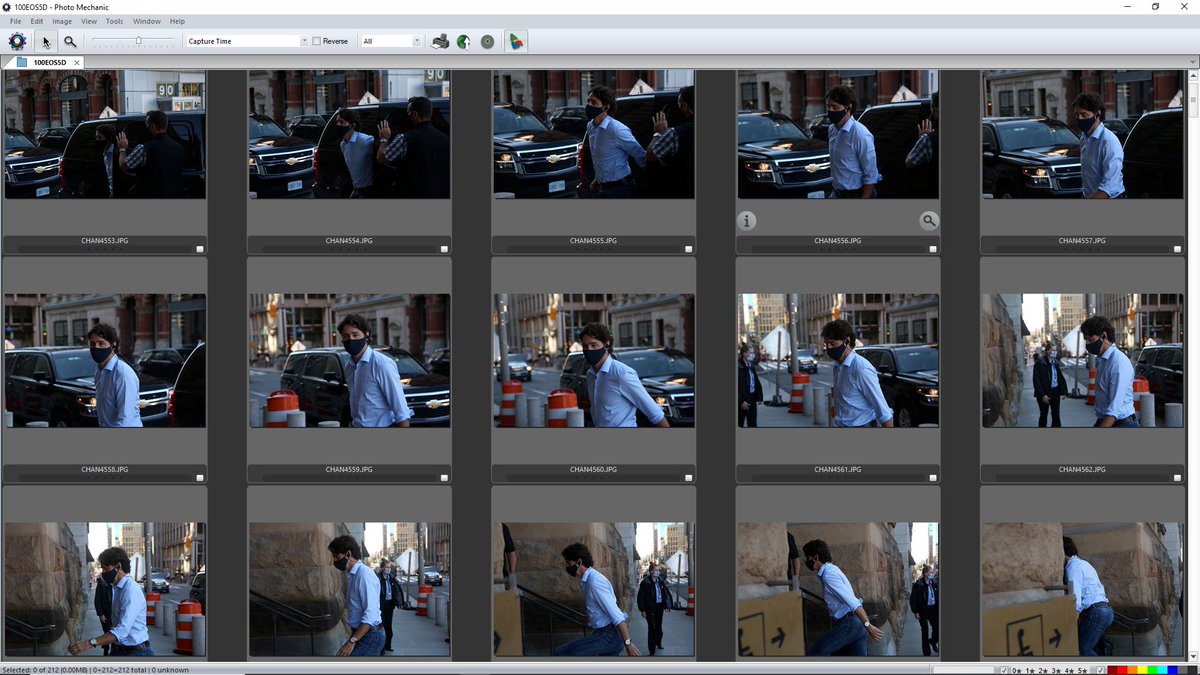 100EOS5D - Photo Mechanic
File Edit Image View Tools Window Help
Capture Time Reverse All
100EOS5D
90
90
CHAN4553.JPG CHAN4554.JPG CHAN4555.JPG CHAN4556.JPG CHAN4557.JPG
CHAN4558.JPG CHAN4559.JPG CHAN4560.JPG CHAN4561.JPG CHAN4562.JPG
Selected: 0 of 212 (0.00MB) | 0+212=212 total | 0 unknown
0★ 1★ 2★ 3★ 4★ 5★